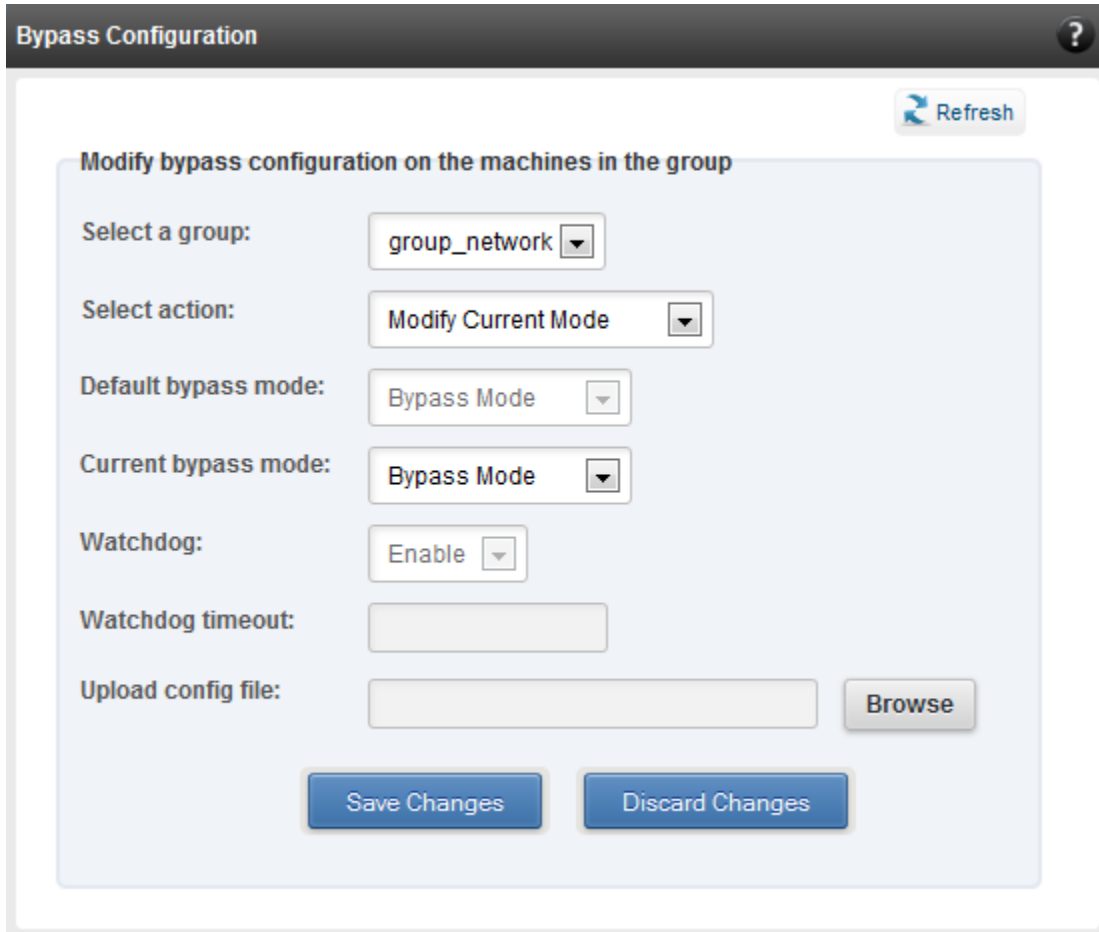 Bypass Configuration ?
Refresh
Modify bypass configuration on the machines in the group
Select a group: group_network
Select action: Modify Current Mode
Default bypass mode: Bypass Mode
Current bypass mode: Bypass Mode
Watchdog: Enable
Watchdog timeout:
Upload config file: Browse
Save Changes Discard Changes